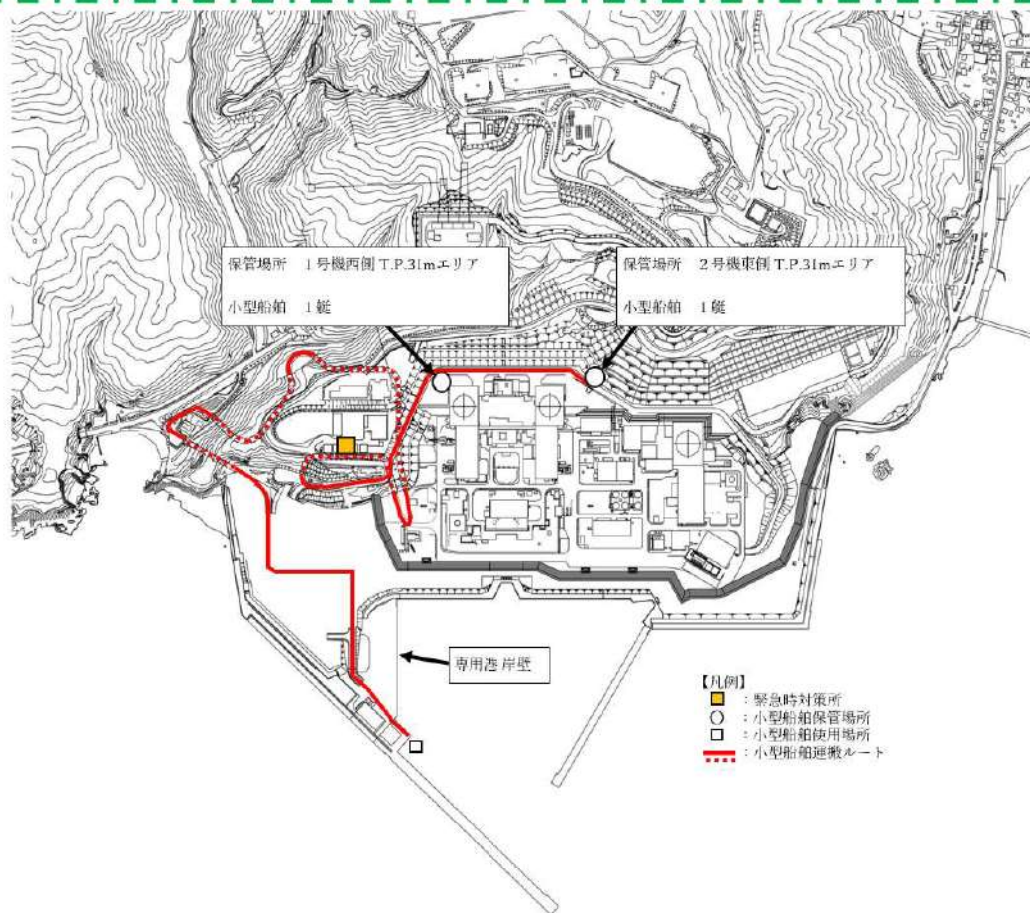 保管場所 1号機西側 T.P.31mエリア
小型船舶 1艇
保管場所 2号機東側 T.P.31mエリア
小型船舶 1艇
専用港岸壁
【凡例】
:緊急時対策所
:小型船舶保管場所
:小型船舶使用場所
:小型船舶運搬ルート